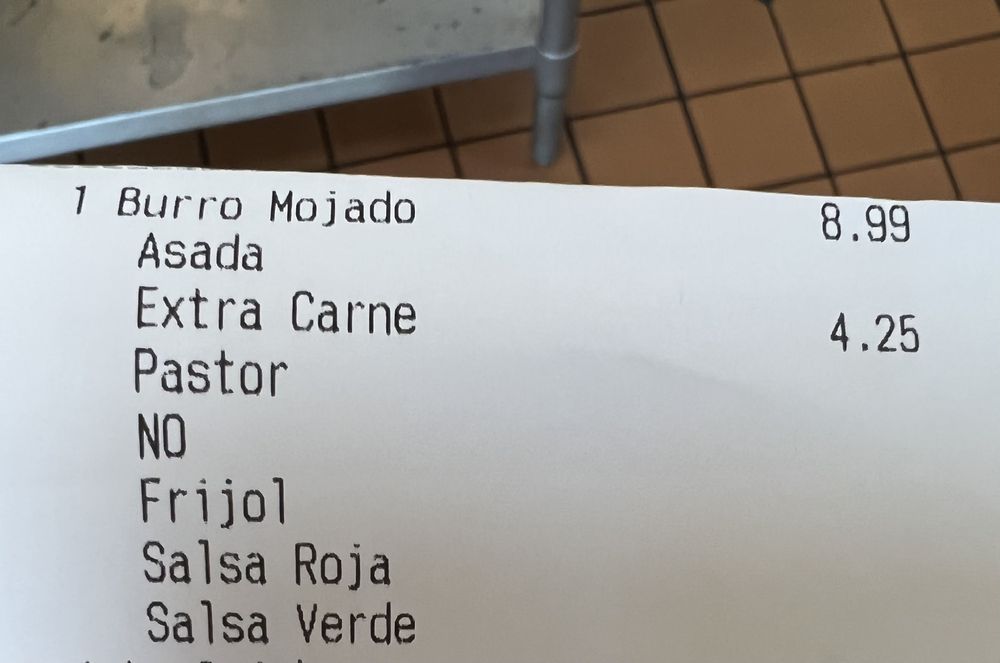 1 Burro Mojado 8.99
Asada
Extra Carne 4.25
Pastor
NO
Frijol
Salsa Roja
Salsa Verde